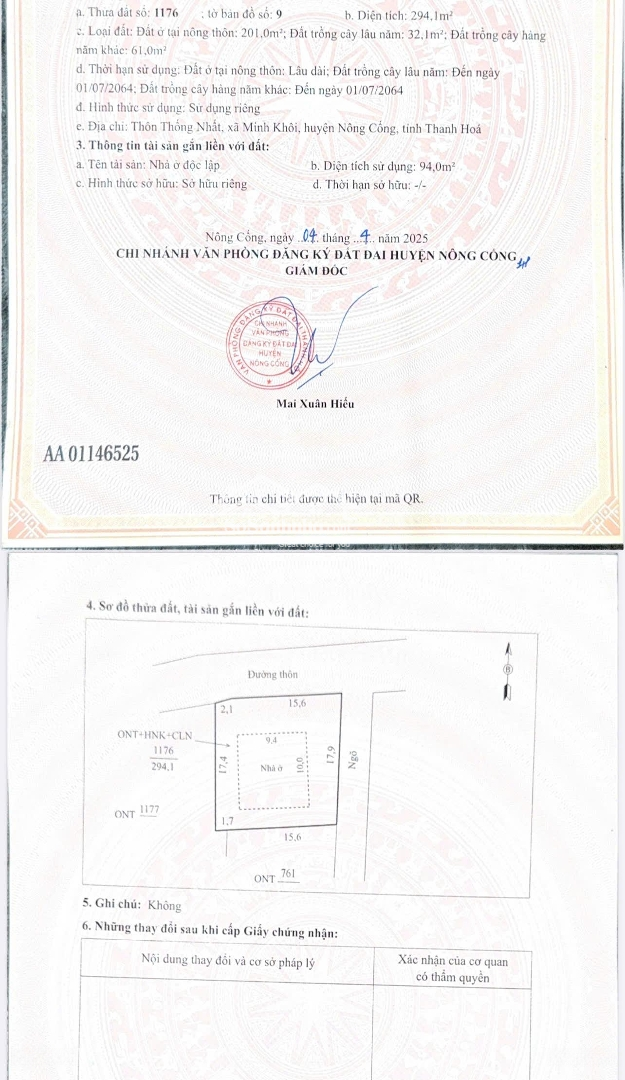 a. Thửa đất số: 1176 ; tờ bản đồ số: 9 b. Diện tích: 294,1m²
c. Loại đất: Đất ở tại nông thôn: 201,0m²; Đất trồng cây lâu năm: 32,1m²; Đất trồng cây hàng
năm khác: 61,0m²
d. Thời hạn sử dụng: Đất ở tại nông thôn: Lâu dài; Đất trồng cây lâu năm: Đến ngày
01/07/2064; Đất trồng cây hàng năm khác: Đến ngày 01/07/2064
đ. Hình thức sử dụng: Sử dụng riêng
e. Địa chỉ: Thôn Thống Nhất, xã Minh Khôi, huyện Nông Cống, tỉnh Thanh Hoá
3. Thông tin tài sản gắn liền với đất:
a. Tên tài sản: Nhà ở độc lập b. Diện tích sử dụng: 94,0m²
c. Hình thức sở hữu: Sở hữu riêng d. Thời hạn sở hữu: -/-
Nông Cống, ngày 04 tháng 4 năm 2025
CHI NHÁNH VĂN PHÒNG ĐĂNG KÝ ĐẤT ĐAI HUYỆN NÔNG CỐNG
GIÁM ĐỐC
CHI NHÁNH
VĂN PHÒNG
ĐĂNG KÝ ĐẤT ĐAI
HUYỆN
NÔNG CỐNG
Mai Xuân Hiếu
AA 01146525
Thông tin chi tiết được thể hiện tại mã QR.
4. Sơ đồ thửa đất, tài sản gắn liền với đất:
B
Đường thôn
2,1 15,6
ONT+HNK+CLN
1176
294.1
9,4
17,4
Nhà ở
10,0
17,9
Ngõ
ONT 1177
1,7
15,6
ONT 761
5. Ghi chú: Không
6. Những thay đổi sau khi cấp Giấy chứng nhận:
Nội dung thay đổi và cơ sở pháp lý
Xác nhận của cơ quan
có thẩm quyền